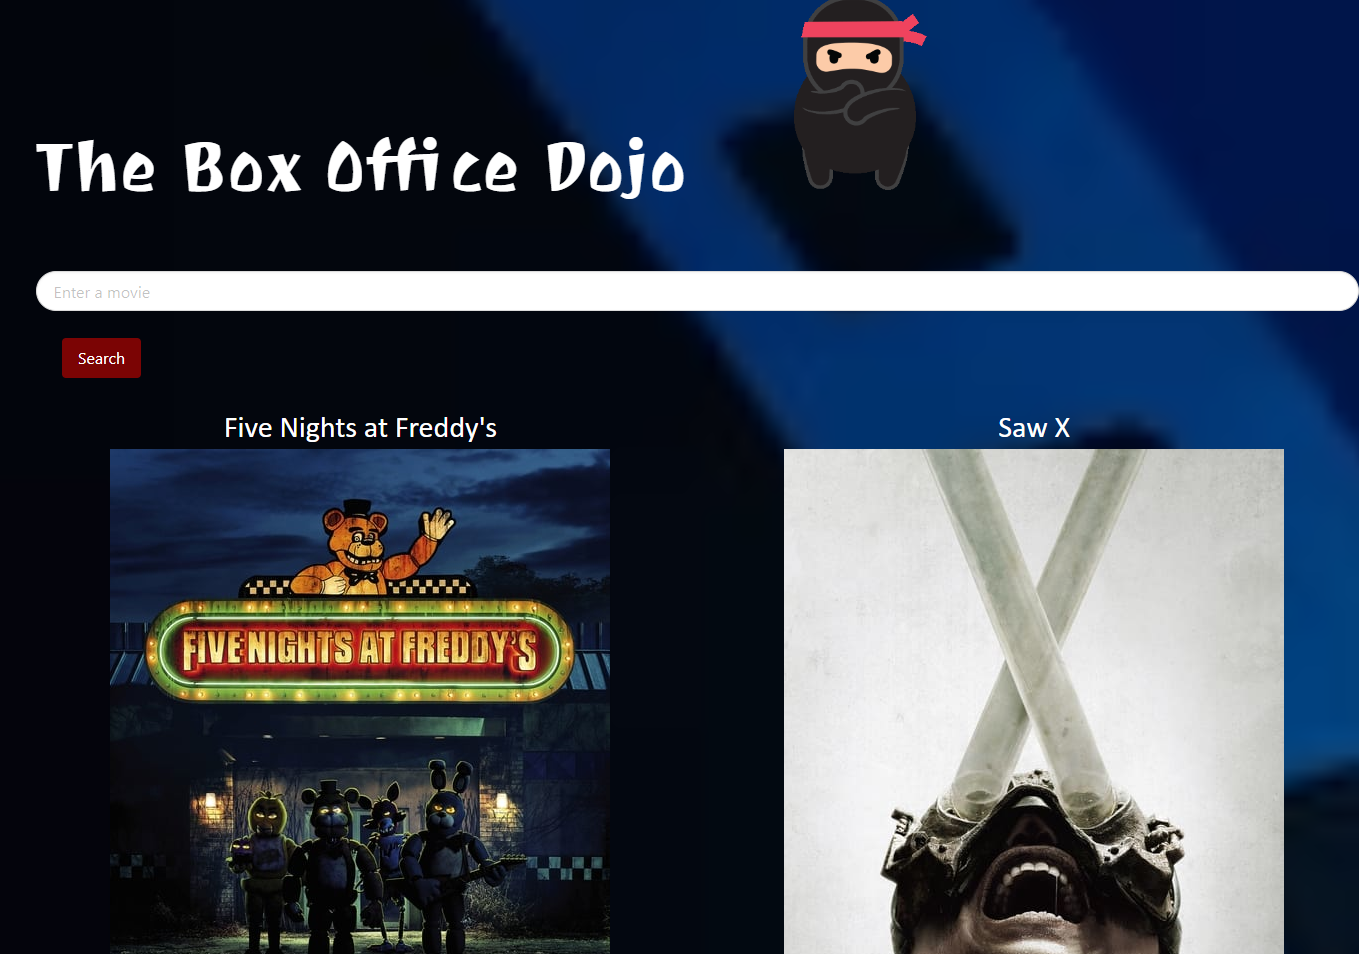 The Box Office Dojo
Enter a movie
Search
Five Nights at Freddy's
Saw X
FIVE NIGHTS AT FREDDY'S